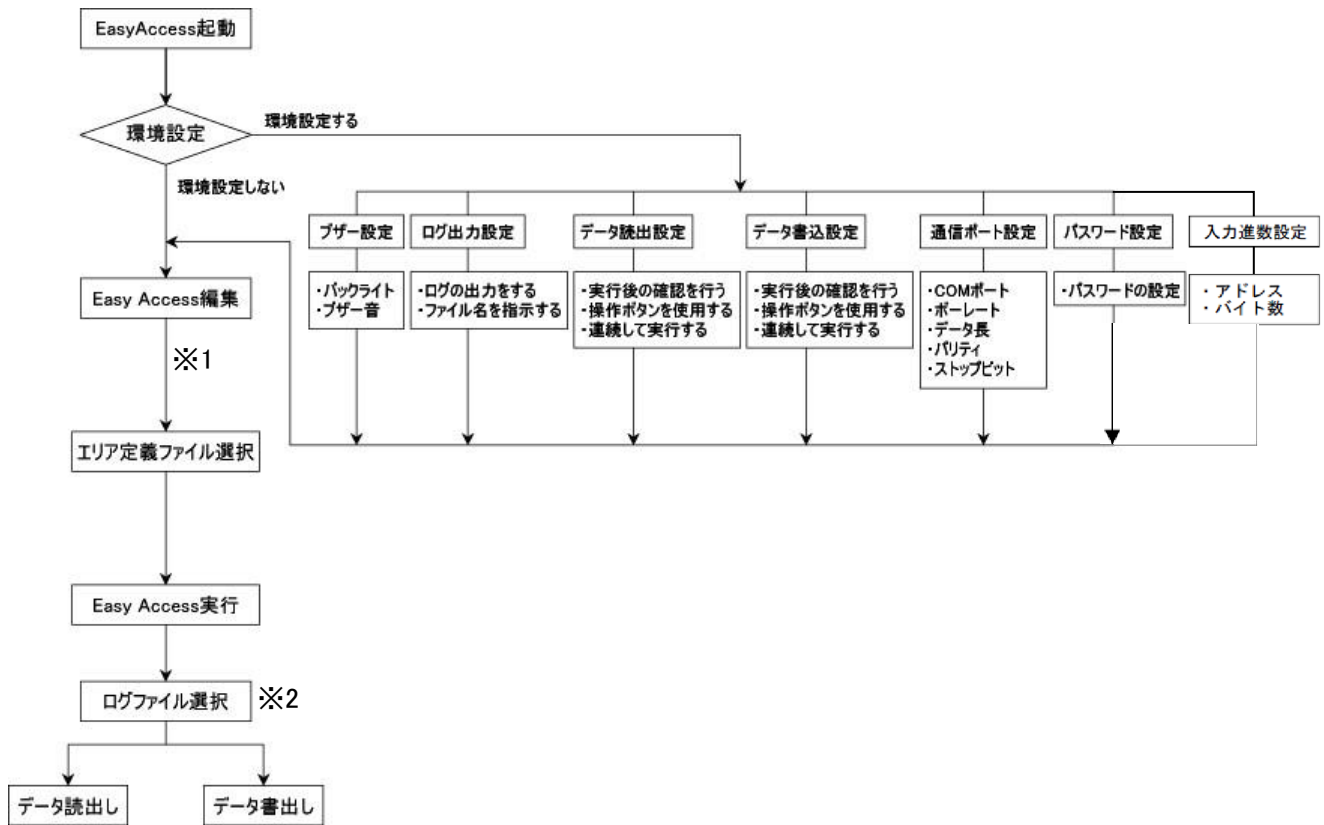 EasyAccess起動
環境設定
環境設定する
環境設定しない
ブザー設定
ログ出力設定
データ読出設定
データ書込設定
通信ポート設定
パスワード設定
入力進数設定
・バックライト
・ブザー音
・ログの出力をする
・ファイル名を指示する
・実行後の確認を行う
・操作ボタンを使用する
・連続して実行する
・実行後の確認を行う
・操作ボタンを使用する
・連続して実行する
・COMポート
・ボーレート
・データ長
・パリティ
・ストップビット
・パスワードの設定
・アドレス
・バイト数
Easy Access編集
※1
エリア定義ファイル選択
Easy Access実行
ログファイル選択
※2
データ読出し
データ書出し